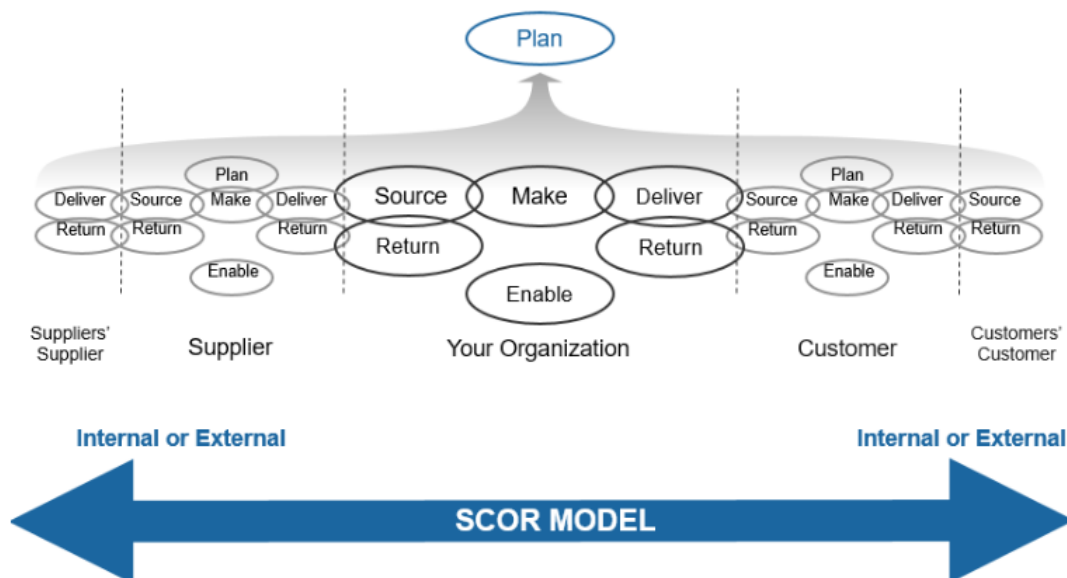 Plan
Plan
Plan
Deliver
Source
Make
Deliver
Source
Make
Deliver
Source
Make
Deliver
Source
Return
Return
Return
Return
Return
Return
Return
Return
Enable
Enable
Enable
Suppliers'
Supplier
Supplier
Your Organization
Customer
Customers'
Customer
Internal or External
Internal or External
SCOR MODEL